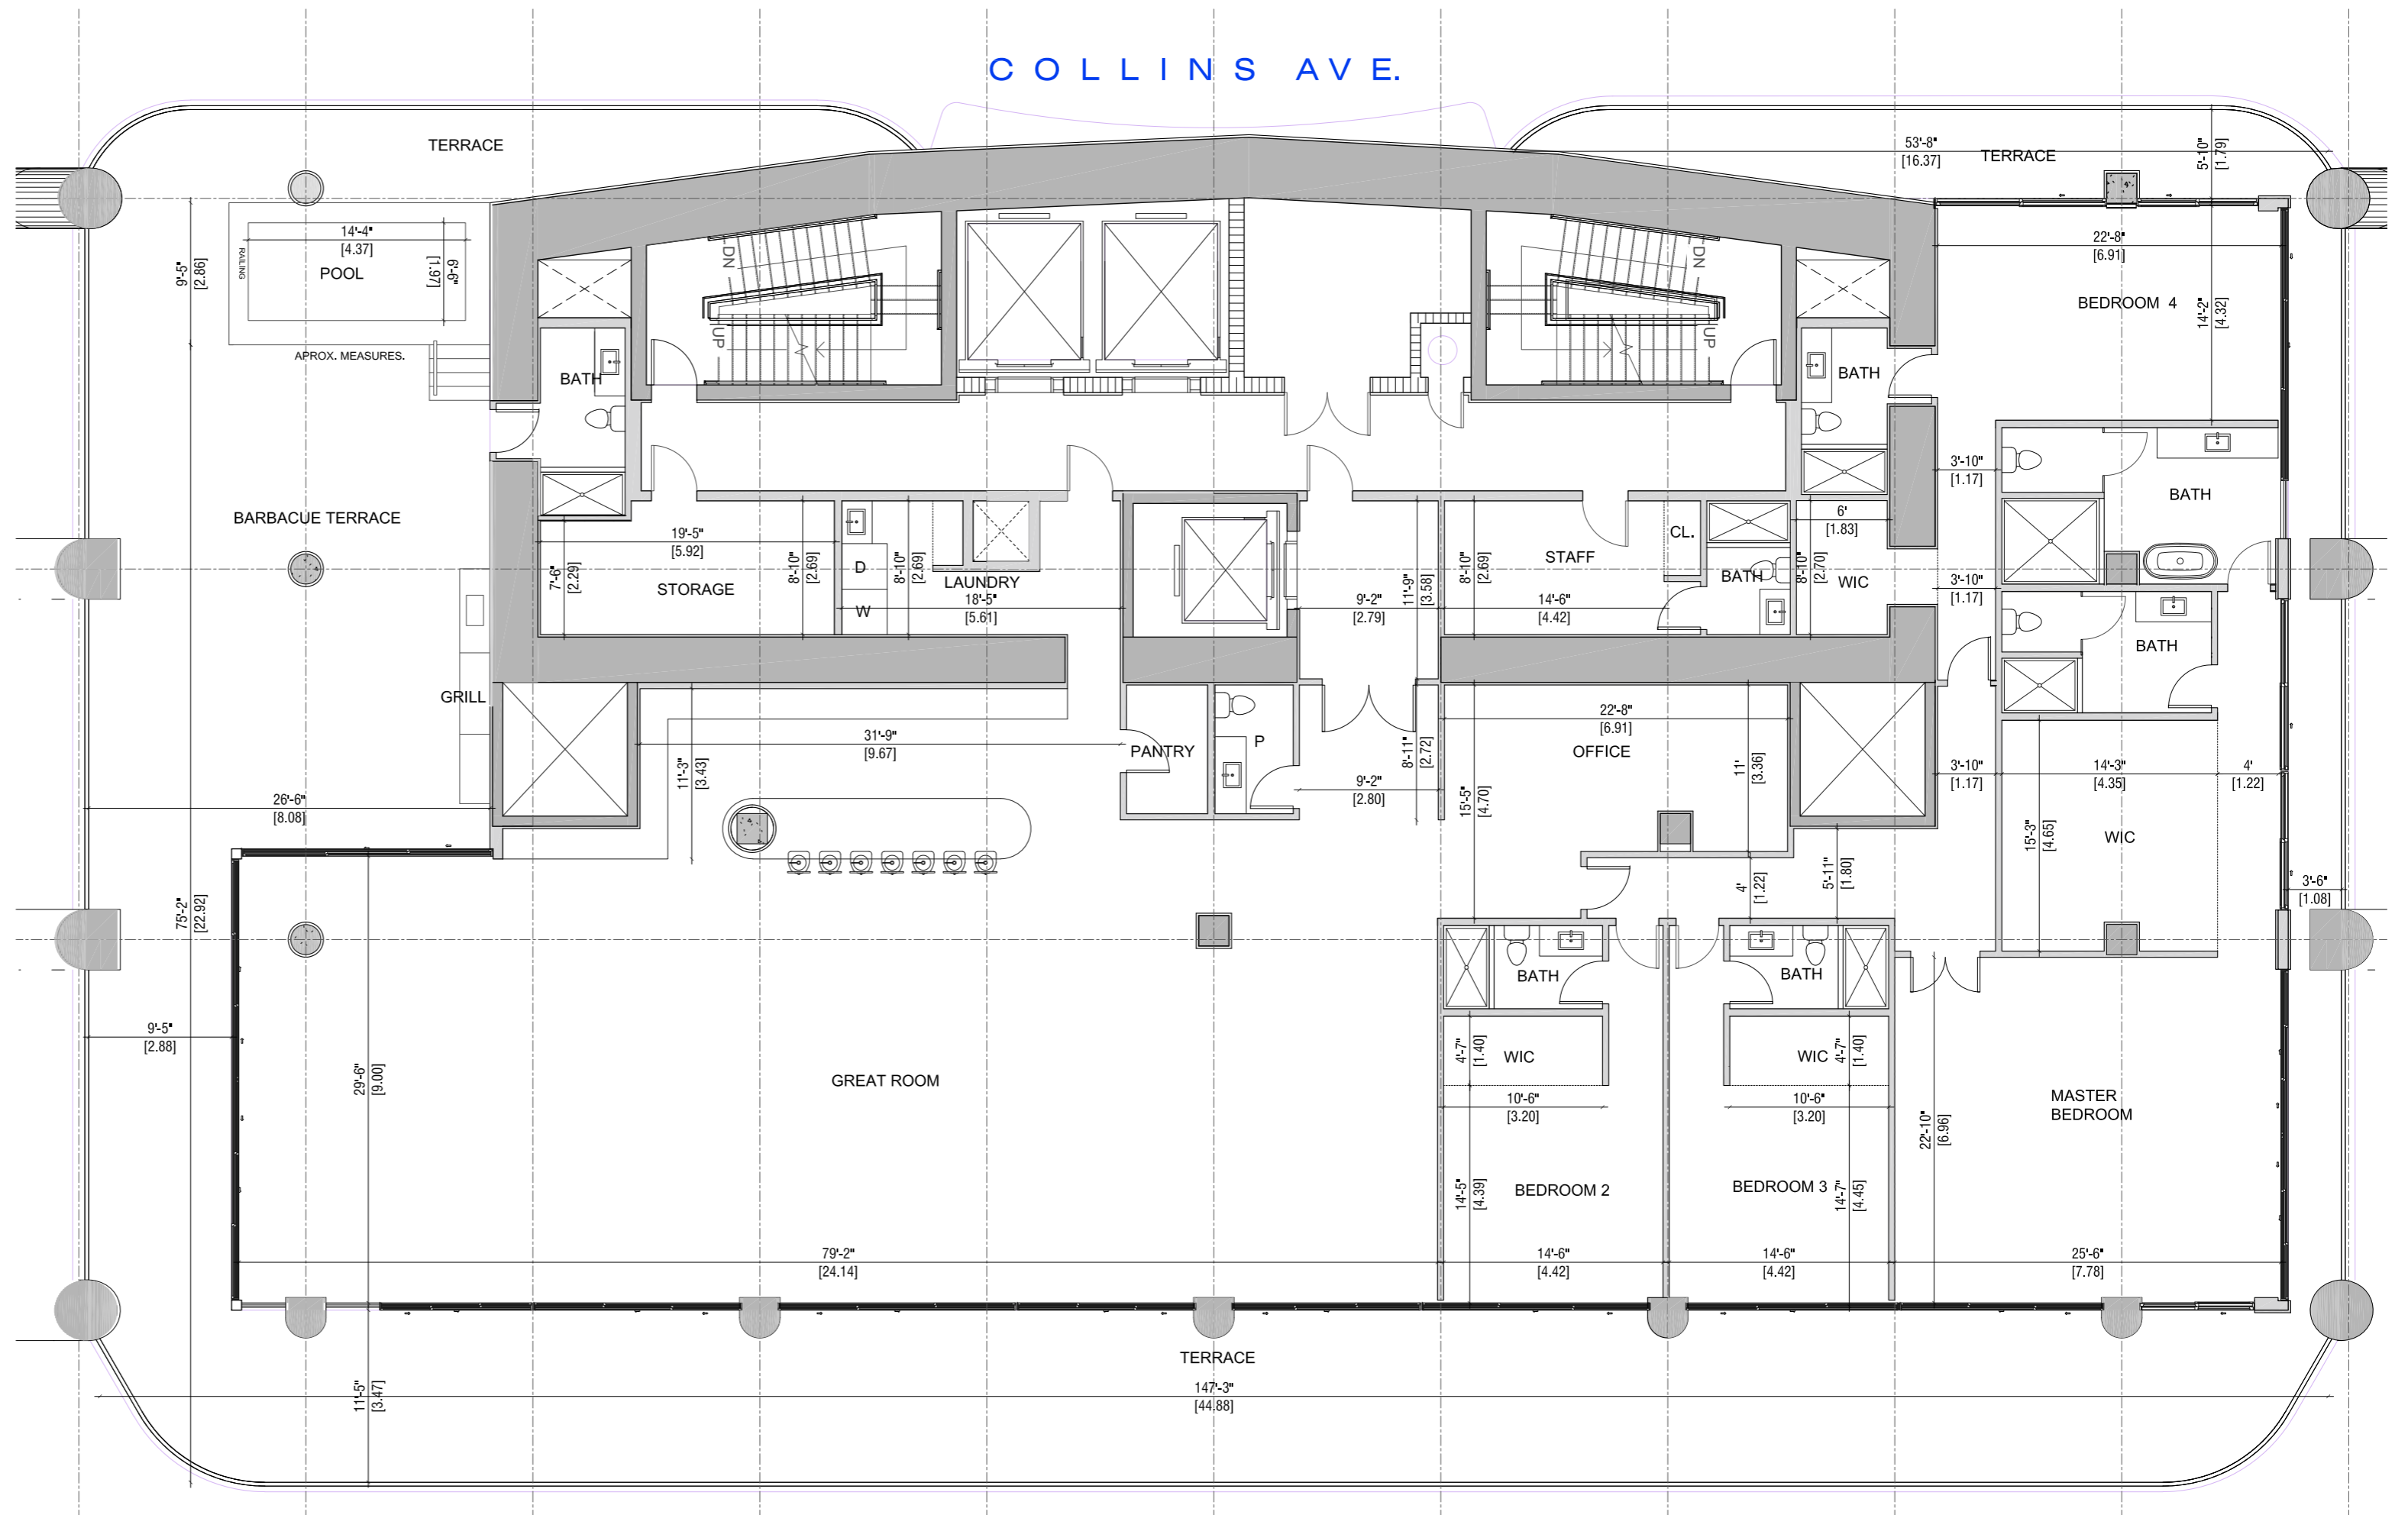 COLLINS AVE.
TERRACE
53'-8"
[16.37]
TERRACE
5'-10"
[1.79]
14'-4"
[4.37]
POOL
RAILING
6'-6"
[1.97]
9'-5"
[2.86]
APROX. MEASURES.
DN
UP
DN
UP
22'-8"
[6.91]
BEDROOM 4
14'-2"
[4.32]
BATH
BATH
3'-10"
[1.17]
BATH
BARBACUE TERRACE
19'-5"
[5.92]
7'-6"
[2.29]
STORAGE
8'-10"
[2.69]
D
W
8'-10"
[2.69]
LAUNDRY
18'-5"
[5.61]
9'-2"
[2.79]
11'-9"
[3.58]
8'-10"
[2.69]
STAFF
14'-6"
[4.42]
CL.
BATH
6'
[1.83]
8'-10"
[2.70]
WIC
3'-10"
[1.17]
BATH
GRILL
31'-9"
[9.67]
11'-3"
[3.43]
PANTRY
P
8'-11"
[2.72]
9'-2"
[2.80]
22'-8"
[6.91]
OFFICE
11'
[3.36]
15'-5"
[4.70]
3'-10"
[1.17]
14'-3"
[4.35]
4'
[1.22]
WIC
15'-3"
[4.65]
26'-6"
[8.08]
4'
[1.22]
5'-11"
[1.80]
3'-6"
[1.08]
75'-2"
[22.92]
BATH
BATH
9'-5"
[2.88]
29'-6"
[9.00]
GREAT ROOM
4'-7"
[1.40]
WIC
WIC
4'-7"
[1.40]
10'-6"
[3.20]
10'-6"
[3.20]
MASTER
BEDROOM
22'-10"
[6.96]
14'-5"
[4.39]
BEDROOM 2
BEDROOM 3
14'-7"
[4.45]
79'-2"
[24.14]
14'-6"
[4.42]
14'-6"
[4.42]
25'-6"
[7.78]
TERRACE
11'-5"
[3.47]
147'-3"
[44.88]